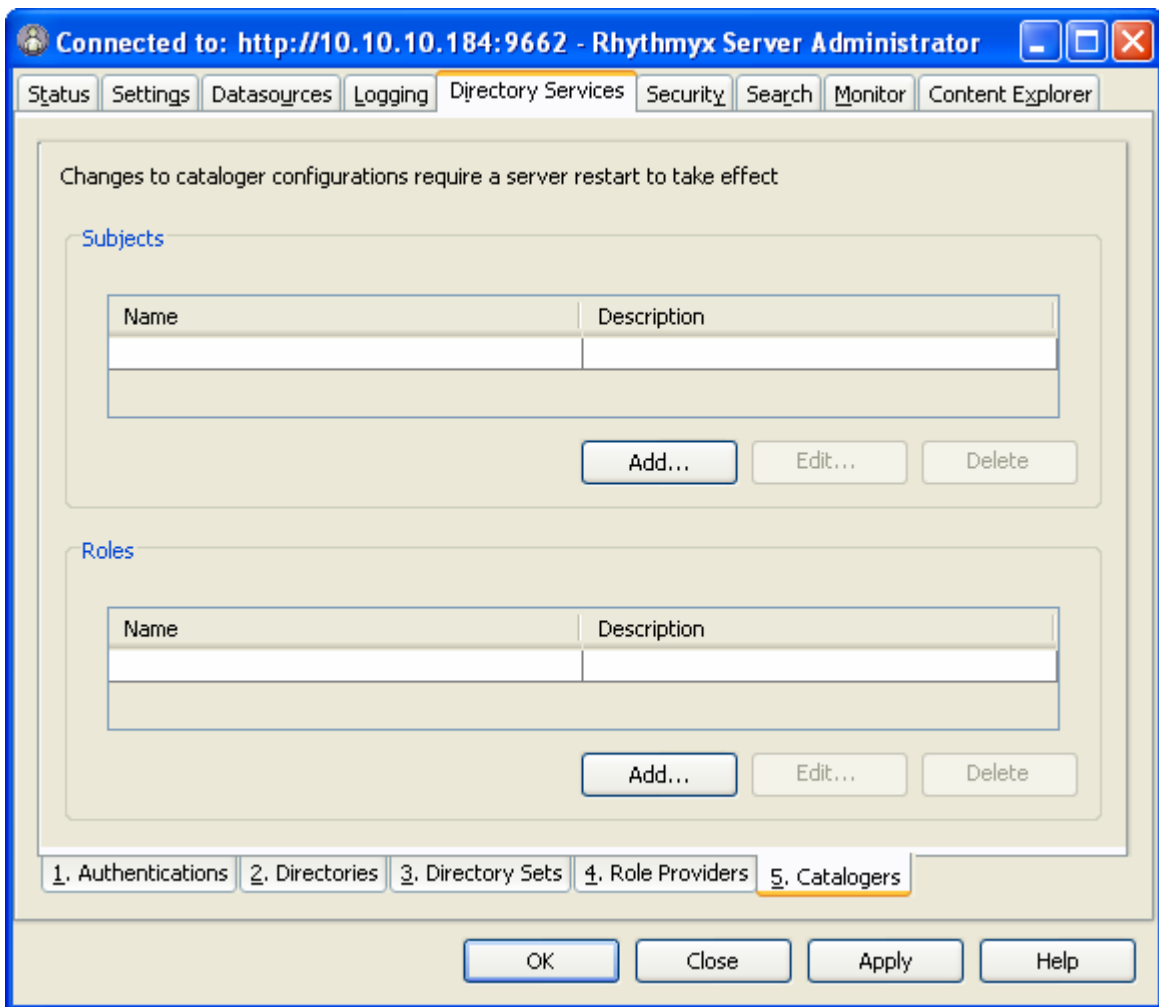 Connected to: http://10.10.10.184:9662 - Rhythmyx Server Administrator
Status Settings Datasources Logging Directory Services Security Search Monitor Content Explorer
Changes to cataloger configurations require a server restart to take effect
Subjects
Name Description
Add... Edit... Delete
Roles
Name Description
Add... Edit... Delete
1. Authentications 2. Directories 3. Directory Sets 4. Role Providers 5. Catalogers
OK Close Apply Help